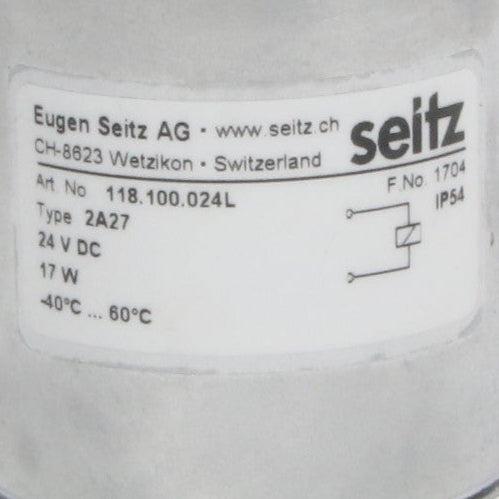 Eugen Seitz AG · www.seitz.ch
CH-8623 Wetzikon · Switzerland
seitz
Art. No 118.100.024L
F.No. 1704
Type 2A27
IP54
24 V DC
17 W
-40°C ... 60°C